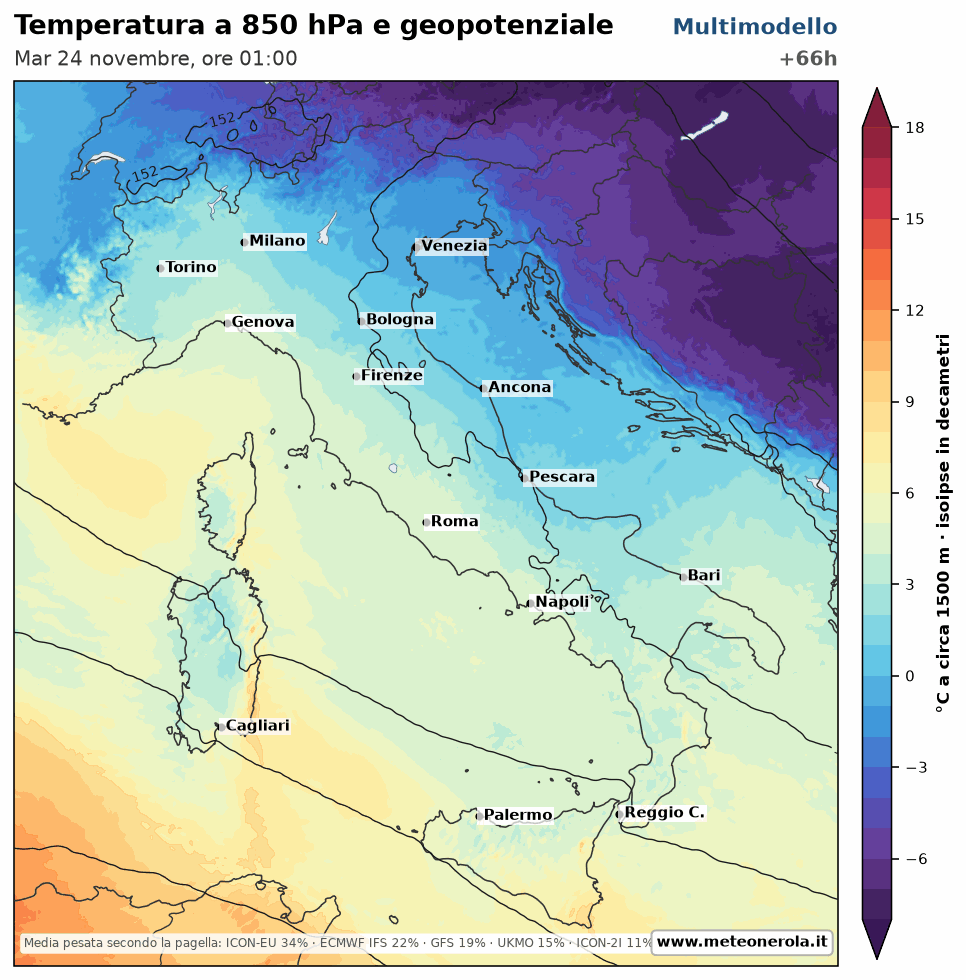 Temperatura a 850 hPa e geopotenziale
Multimodello
Mar 24 novembre, ore 01:00
+66h
152
152
Milano
Venezia
Torino
Genova
Bologna
Firenze
Ancona
Pescara
Roma
Bari
Napoli
Cagliari
Palermo
Reggio C.
18
15
12
9
6
3
0
−3
−6
°C a circa 1500 m · isoipse in decametri
Media pesata secondo la pagella: ICON-EU 34% · ECMWF IFS 22% · GFS 19% · UKMO 15% · ICON-2I 11%
www.meteonerola.it